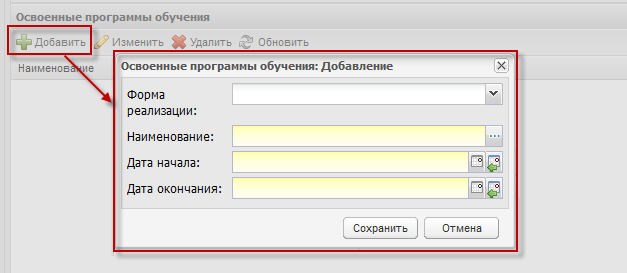 Освоенные программы обучения
Добавить Изменить Удалить Обновить
Наименование
Освоенные программы обучения: Добавление
Форма
реализации:
Наименование:
Дата начала:
Дата окончания:
Сохранить Отмена